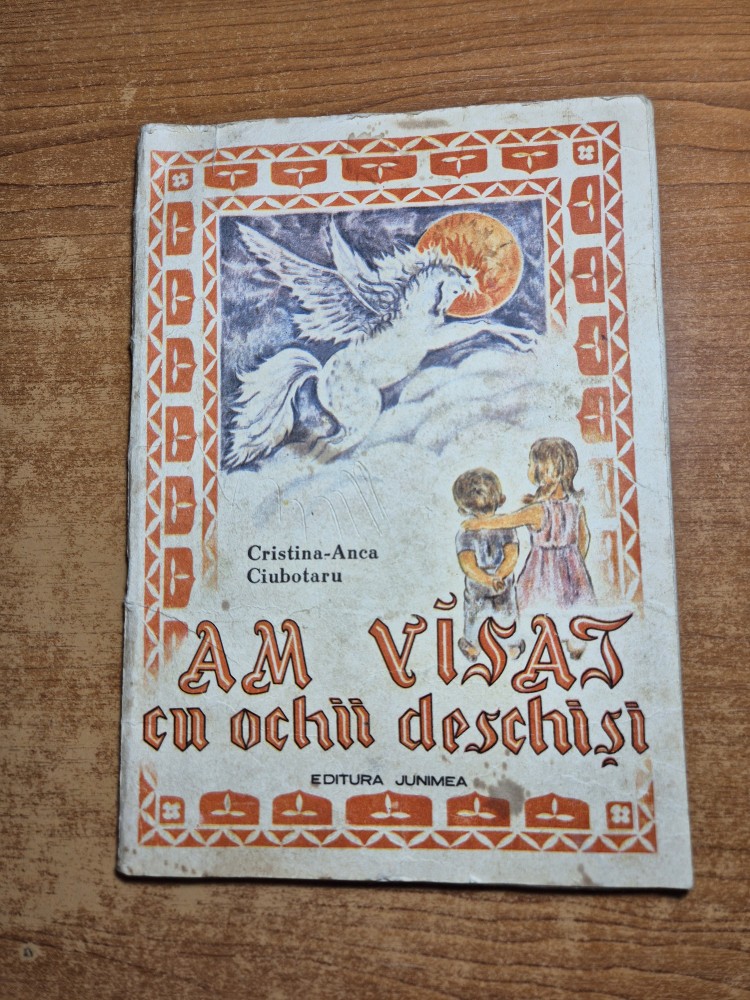 Cristina-Anca
Ciubotaru
AM VISAT
cu ochii deschiși
EDITURA JUNIMEA